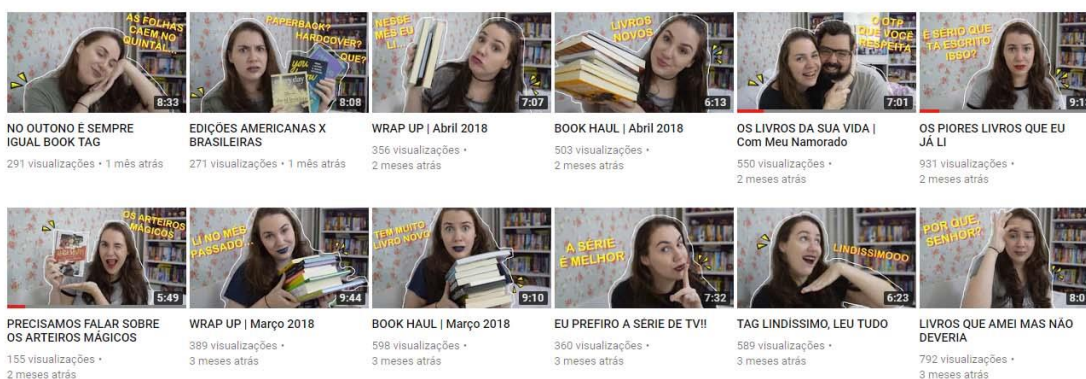 AS FOLHAS
CAEM NO
QUINTAL...
8:33
NO OUTONO É SEMPRE
IGUAL BOOK TAG
291 visualizações • 1 mês atrás
PAPERBACK?
HARDCOVER?
QUE?
8:08
EDIÇÕES AMERICANAS X
BRASILEIRAS
271 visualizações • 1 mês atrás
NESSE
MÊS EU
LI...
7:07
WRAP UP | Abril 2018
356 visualizações •
2 meses atrás
LIVROS
NOVOS
6:13
BOOK HAUL | Abril 2018
503 visualizações •
2 meses atrás
O OTP
QUE VOCÊ
RESPEITA
7:01
OS LIVROS DA SUA VIDA |
Com Meu Namorado
550 visualizações •
2 meses atrás
E SÉRIO QUE
TA ESCRITO
ISSO?
OS PIORES LIVROS QUE EU
JÁ LI
931 visualizações •
2 meses atrás
OS ARTEIROS
MÁGICOS
5:49
PRECISAMOS FALAR SOBRE
OS ARTEIROS MÁGICOS
155 visualizações •
2 meses atrás
LI NO MÊS
PASSADO...
9:44
WRAP UP | Março 2018
389 visualizações •
3 meses atrás
TEM MUITO
LIVRO NOVO
9:10
BOOK HAUL | Março 2018
598 visualizações •
3 meses atrás
A SÉRIE
É MELHOR
7:32
EU PREFIRO A SÉRIE DE TV!!
360 visualizações •
3 meses atrás
LINDISSIMOOO
6:23
TAG LINDÍSSIMO, LEU TUDO
589 visualizações •
3 meses atrás
POR QUE,
SENHOR?
LIVROS QUE AMEI MAS NÃO
DEVERIA
792 visualizações •
3 meses atrás